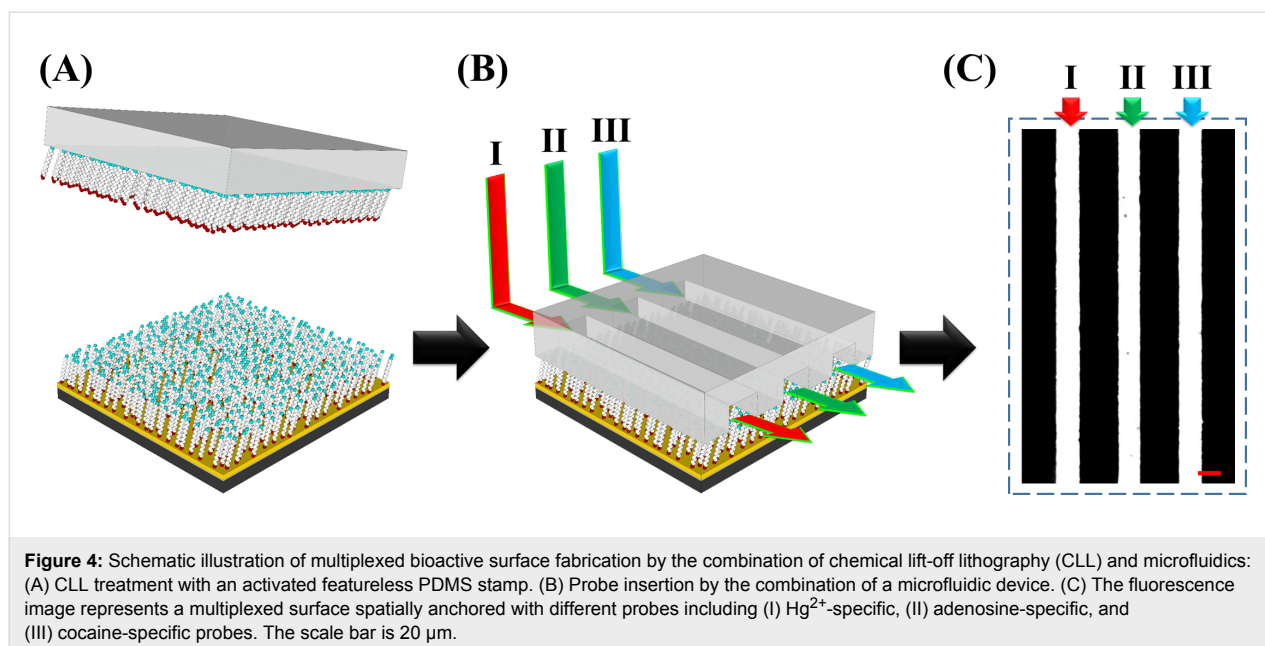 (A)
(B)
(C)
I
II
III
I
II
III
Figure 4: Schematic illustration of multiplexed bioactive surface fabrication by the combination of chemical lift-off lithography (CLL) and microfluidics:
(A) CLL treatment with an activated featureless PDMS stamp. (B) Probe insertion by the combination of a microfluidic device. (C) The fluorescence
image represents a multiplexed surface spatially anchored with different probes including (I) Hg²⁺-specific, (II) adenosine-specific, and
(III) cocaine-specific probes. The scale bar is 20 µm.